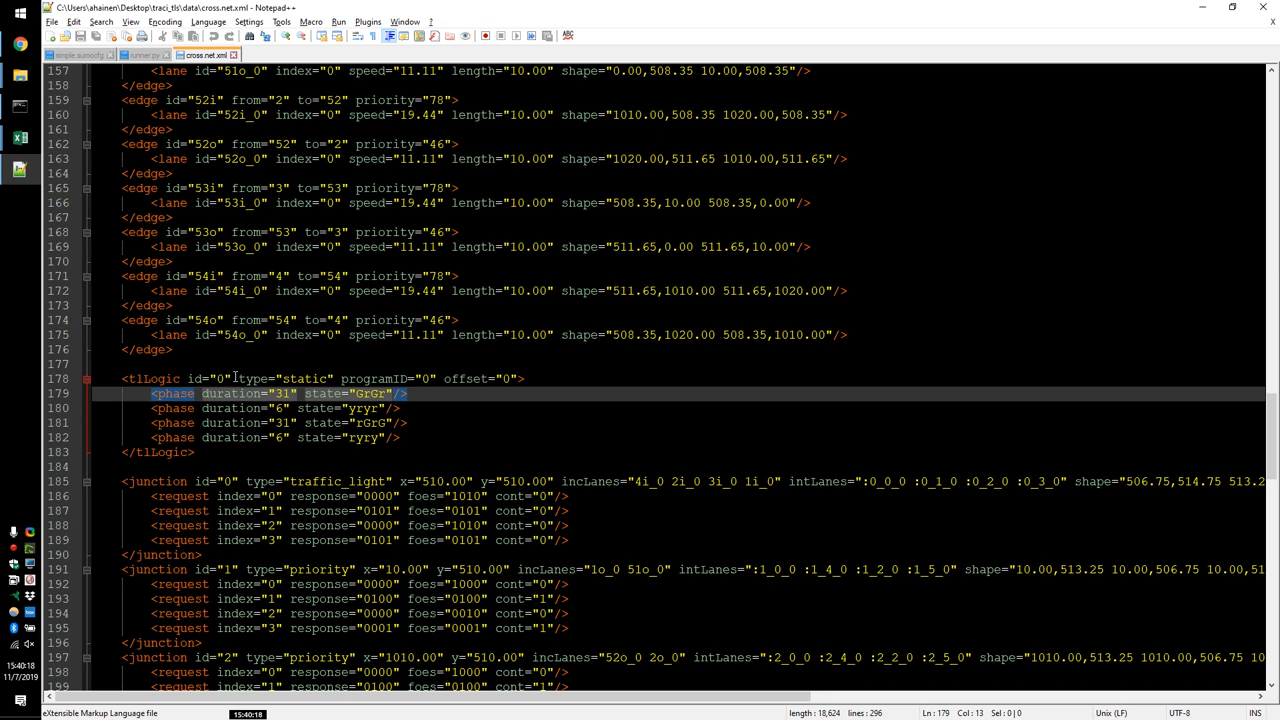 C:\Users\ahainen\Desktop\traci_tls\data\cross.net.xml - Notepad++
File Edit Search View Encoding Language Settings Tools Macro Run Plugins Window ?
simple.sumocfg runner.py cross.net.xml
157 <lane id="51o_0" index="0" speed="11.11" length="10.00" shape="0.00,508.35 10.00,508.35"/>
158 </edge>
159 <edge id="52i" from="2" to="52" priority="78">
160 <lane id="52i_0" index="0" speed="19.44" length="10.00" shape="1010.00,508.35 1020.00,508.35"/>
161 </edge>
162 <edge id="52o" from="52" to="2" priority="46">
163 <lane id="52o_0" index="0" speed="11.11" length="10.00" shape="1020.00,511.65 1010.00,511.65"/>
164 </edge>
165 <edge id="53i" from="3" to="53" priority="78">
166 <lane id="53i_0" index="0" speed="19.44" length="10.00" shape="508.35,10.00 508.35,0.00"/>
167 </edge>
168 <edge id="53o" from="53" to="3" priority="46">
169 <lane id="53o_0" index="0" speed="11.11" length="10.00" shape="511.65,0.00 511.65,10.00"/>
170 </edge>
171 <edge id="54i" from="4" to="54" priority="78">
172 <lane id="54i_0" index="0" speed="19.44" length="10.00" shape="511.65,1010.00 511.65,1020.00"/>
173 </edge>
174 <edge id="54o" from="54" to="4" priority="46">
175 <lane id="54o_0" index="0" speed="11.11" length="10.00" shape="508.35,1020.00 508.35,1010.00"/>
176 </edge>
177
178 <tlLogic id="0" type="static" programID="0" offset="0">
179 <phase duration="31" state="GrGr"/>
180 <phase duration="6" state="yryr"/>
181 <phase duration="31" state="rGrG"/>
182 <phase duration="6" state="ryry"/>
183 </tlLogic>
184
185 <junction id="0" type="traffic_light" x="510.00" y="510.00" incLanes="4i_0 2i_0 3i_0 1i_0" intLanes=":0_0_0 :0_1_0 :0_2_0 :0_3_0" shape="506.75,514.75 513.2
186 <request index="0" response="0000" foes="1010" cont="0"/>
187 <request index="1" response="0101" foes="0101" cont="0"/>
188 <request index="2" response="0000" foes="1010" cont="0"/>
189 <request index="3" response="0101" foes="0101" cont="0"/>
190 </junction>
191 <junction id="1" type="priority" x="10.00" y="510.00" incLanes="1o_0 51o_0" intLanes=":1_0_0 :1_4_0 :1_2_0 :1_5_0" shape="10.00,513.25 10.00,506.75 10.00,51
192 <request index="0" response="0000" foes="1000" cont="0"/>
193 <request index="1" response="0100" foes="0100" cont="1"/>
194 <request index="2" response="0000" foes="0010" cont="0"/>
195 <request index="3" response="0001" foes="0001" cont="1"/>
196 </junction>
197 <junction id="2" type="priority" x="1010.00" y="510.00" incLanes="52o_0 2o_0" intLanes=":2_0_0 :2_4_0 :2_2_0 :2_5_0" shape="1010.00,513.25 1010.00,506.75 10
198 <request index="0" response="0000" foes="1000" cont="0"/>
199 <request index="1" response="0100" foes="0100" cont="1"/>
15:40:18
11/7/2019
eXtensible Markup Language file 15:40:18 length : 18,624 lines : 296 Ln : 179 Col : 13 Sel : 0 | 0 Unix (LF) UTF-8 INS